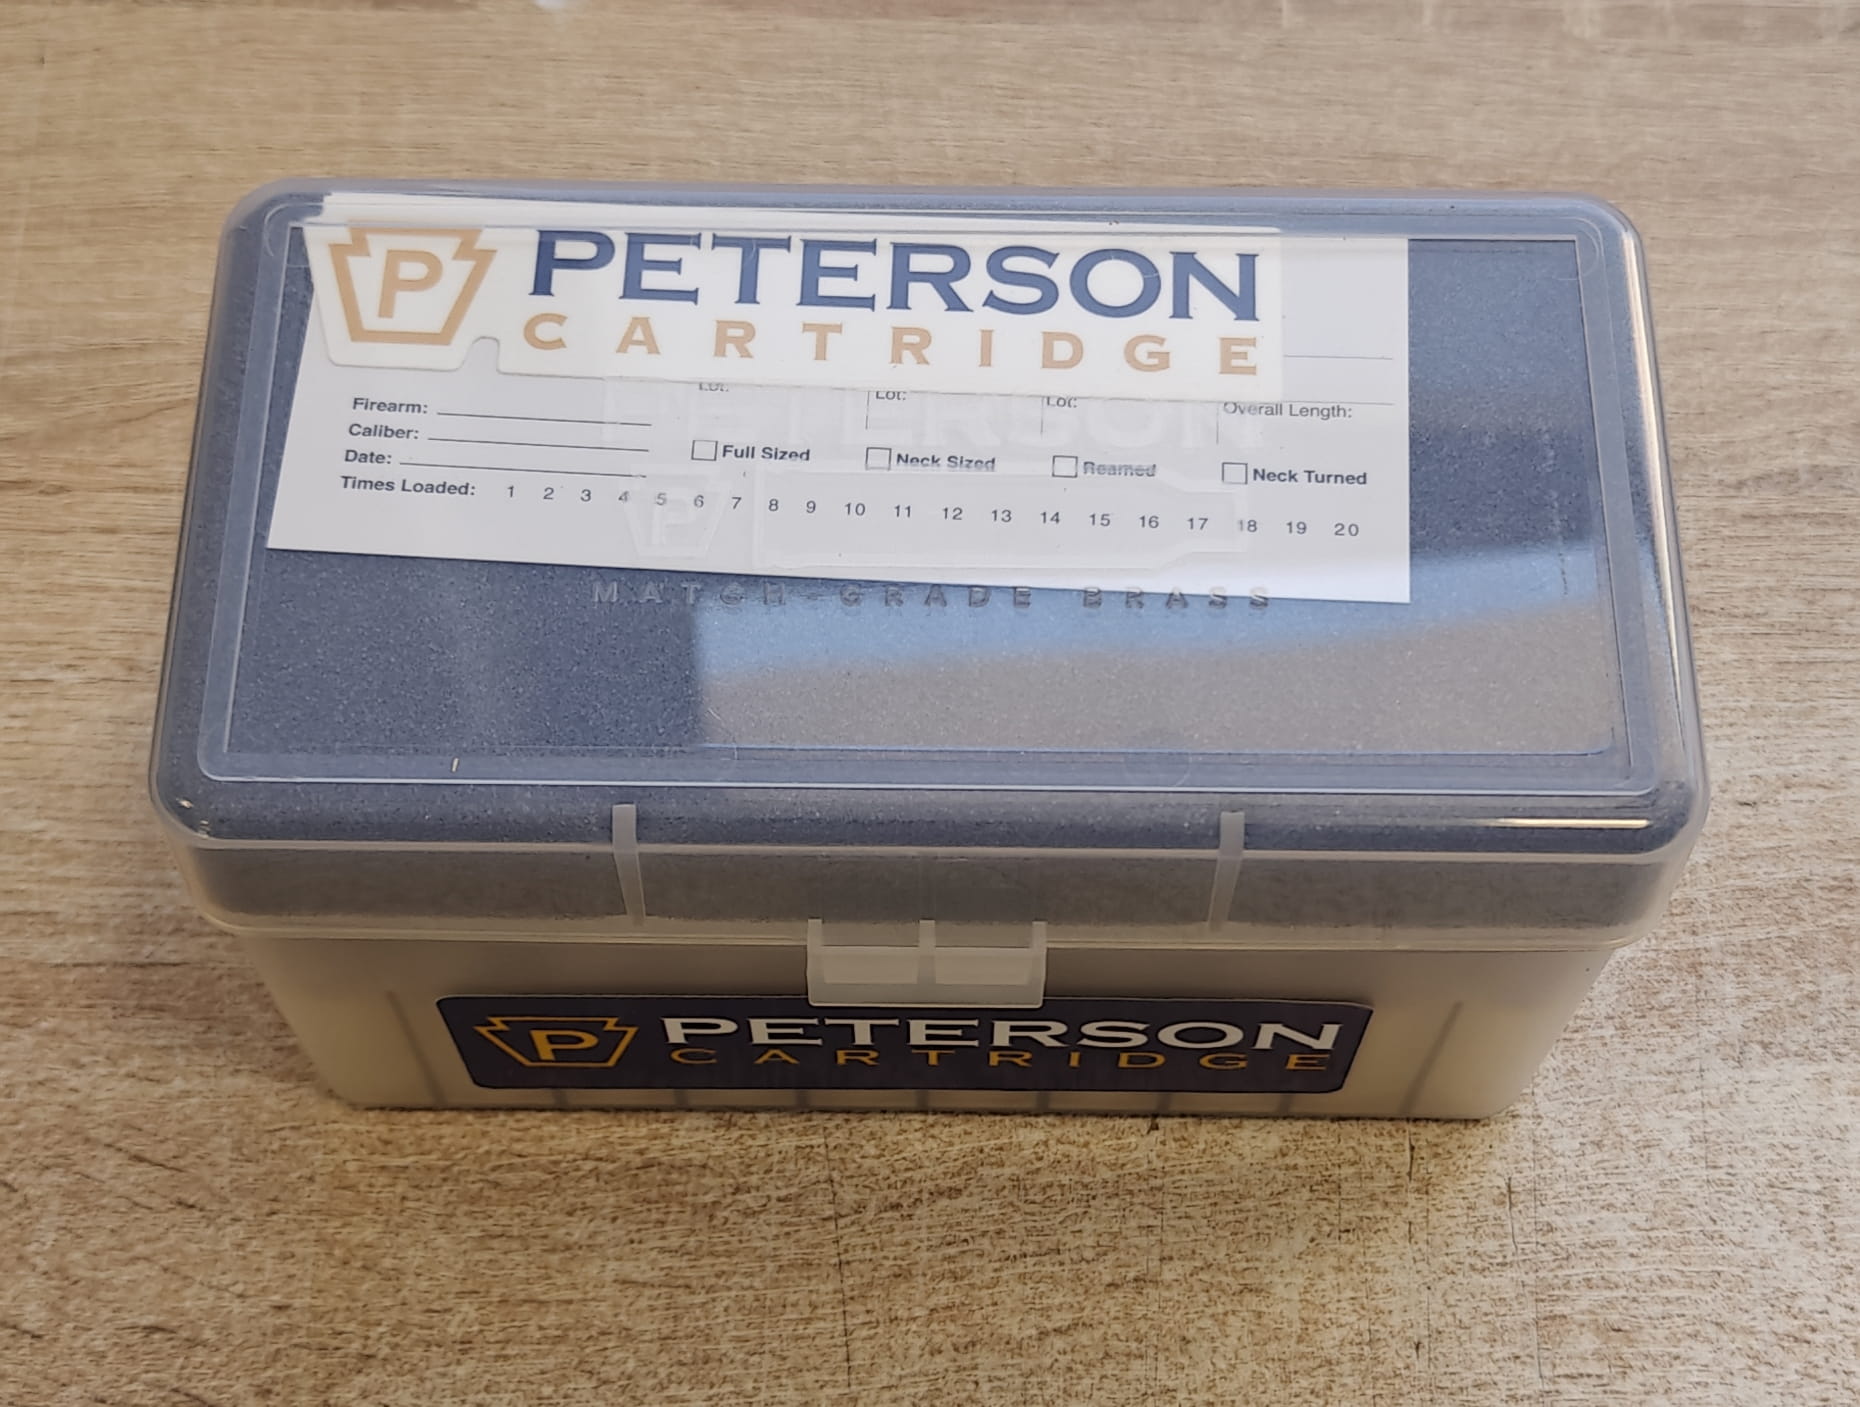 P PETERSON
CARTRIDGE
Lot: Lot: Lot: Overall Length:
Firearm:
Caliber:
Full Sized Neck Sized Reamed Neck Turned
Date:
Times Loaded: 1 2 3 4 5 6 7 8 9 10 11 12 13 14 15 16 17 18 19 20
PETERSON
P
MATCH GRADE BRASS
P PETERSON
CARTRIDGE